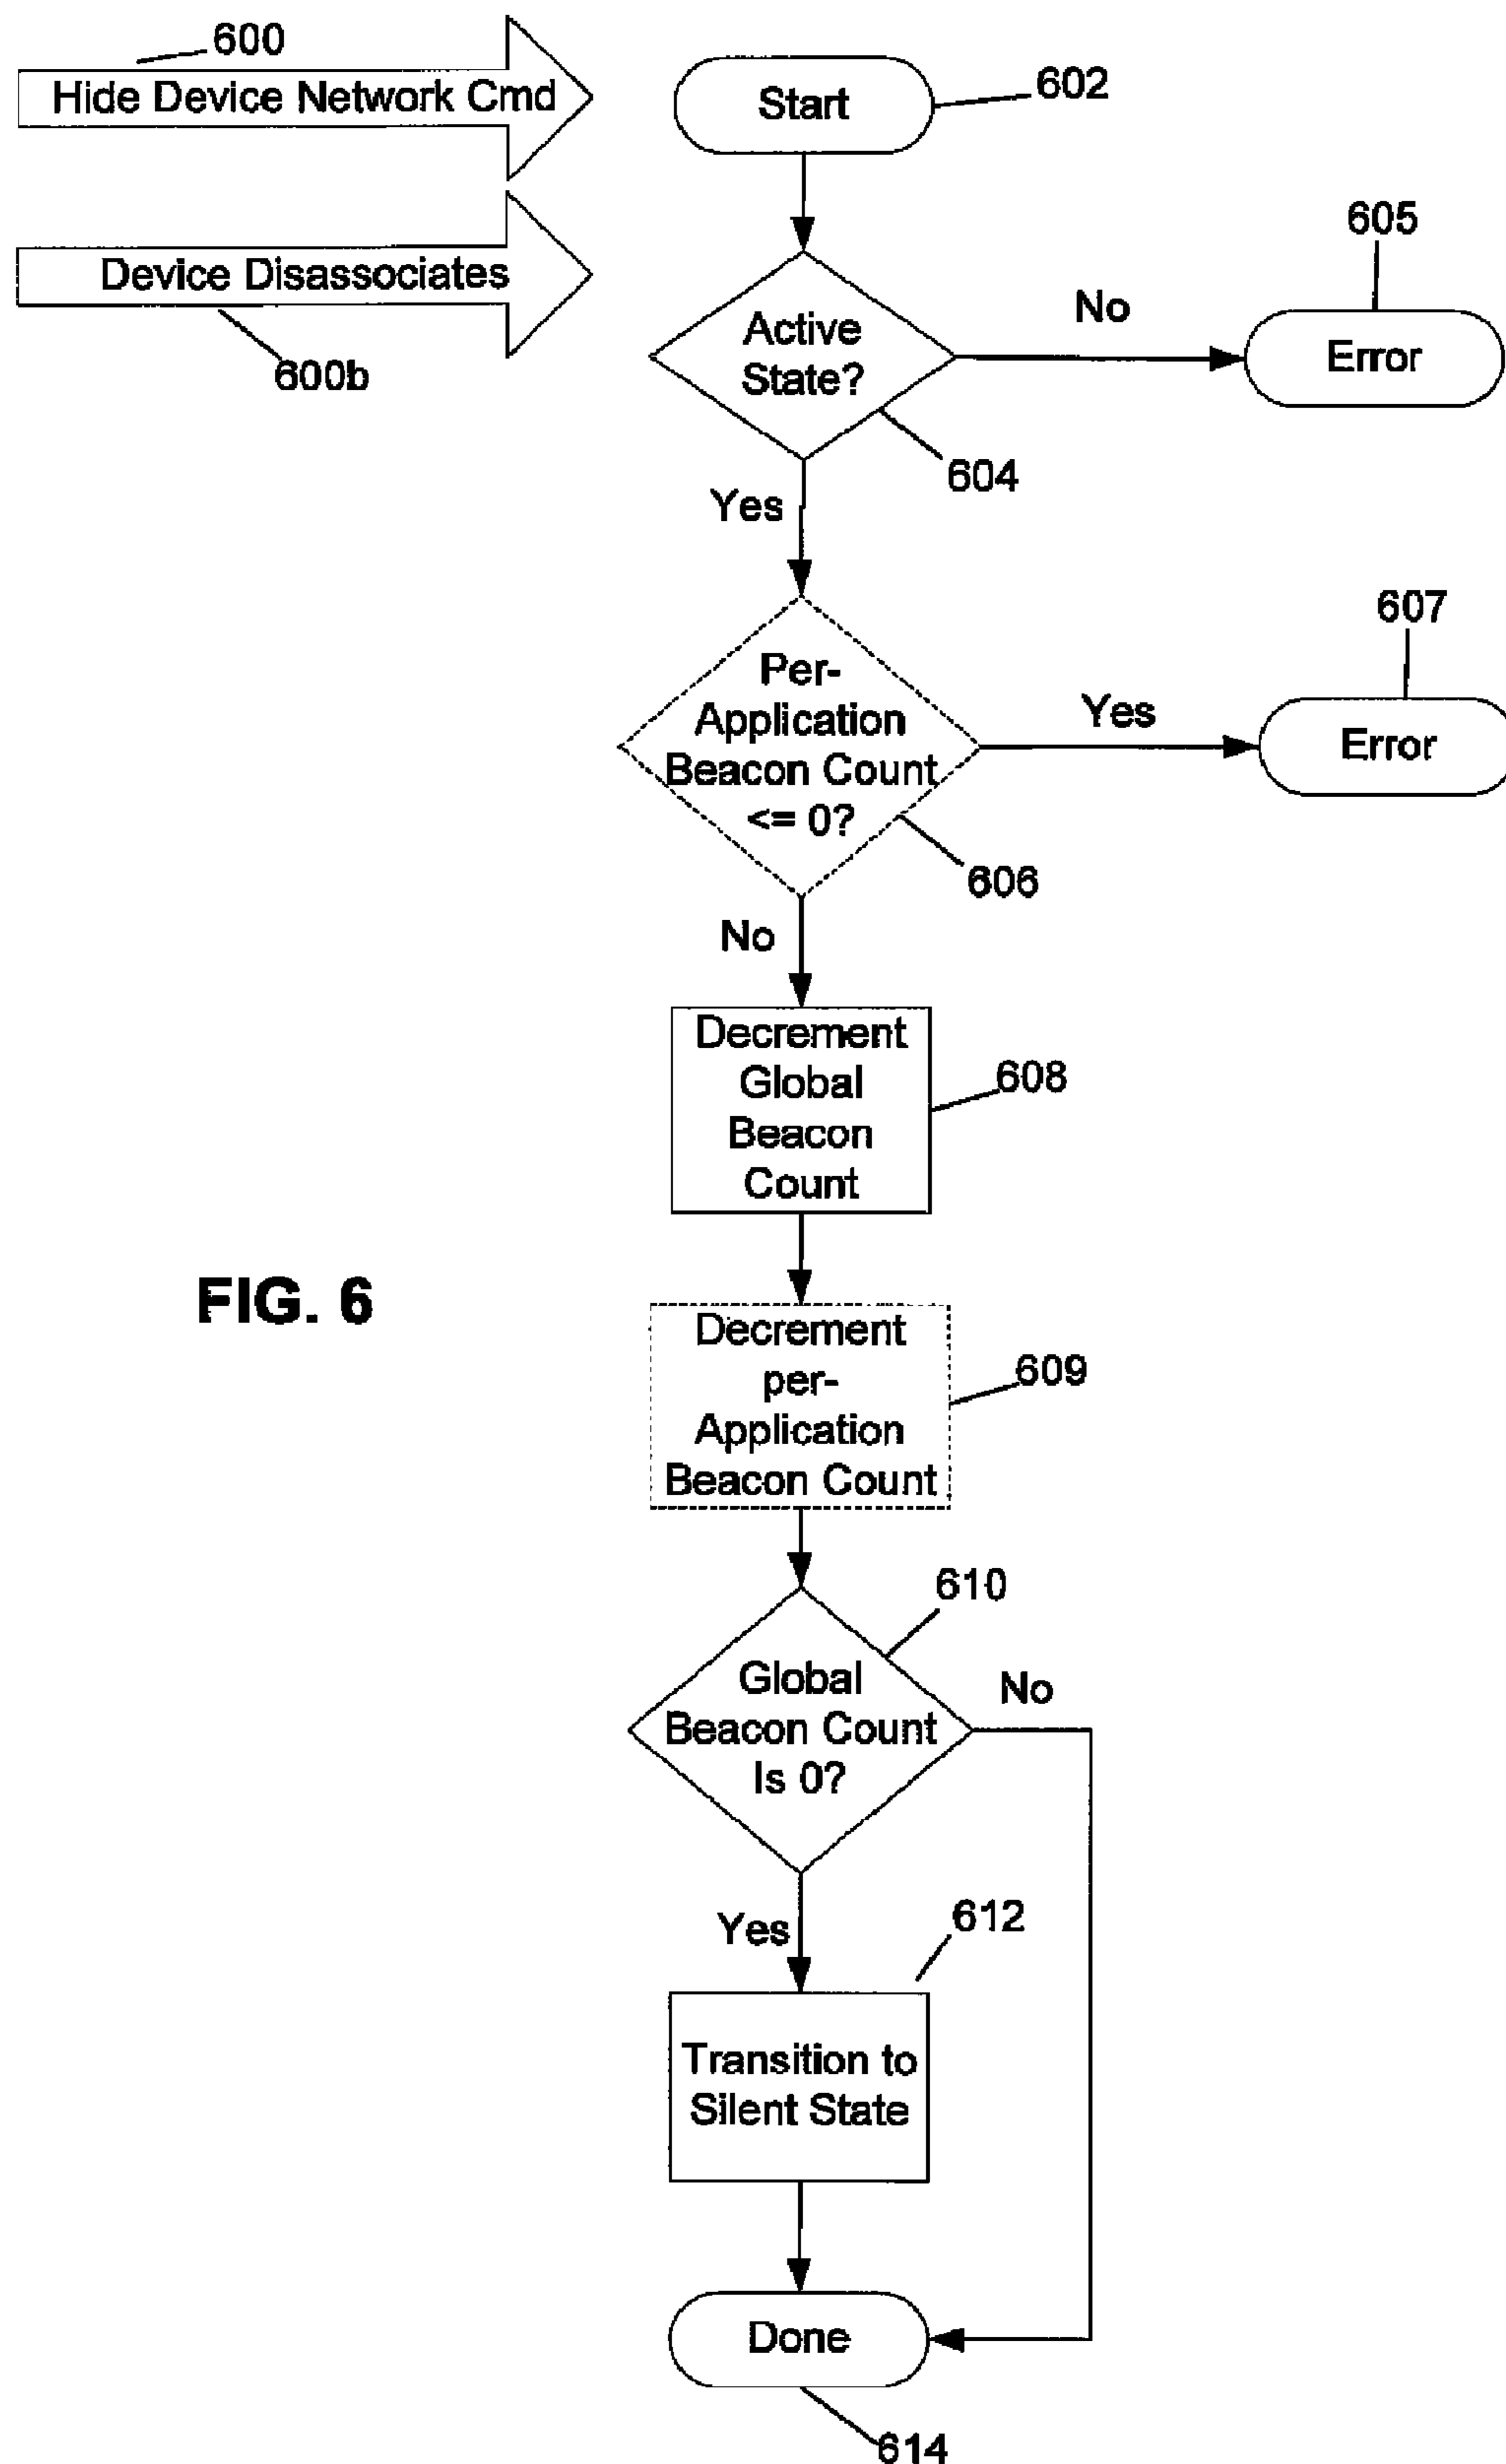 600
Hide Device Network Cmd
Start
602
Device Disassociates
600b
605
Active
State?
No
Error
604
Yes
607
Per-
Application
Beacon Count
<= 0?
Yes
Error
606
No
Decrement
Global
Beacon
Count
608
FIG. 6
Decrement
per-
Application
Beacon Count
609
610
Global
Beacon Count
Is 0?
No
Yes
612
Transition to
Silent State
Done
614